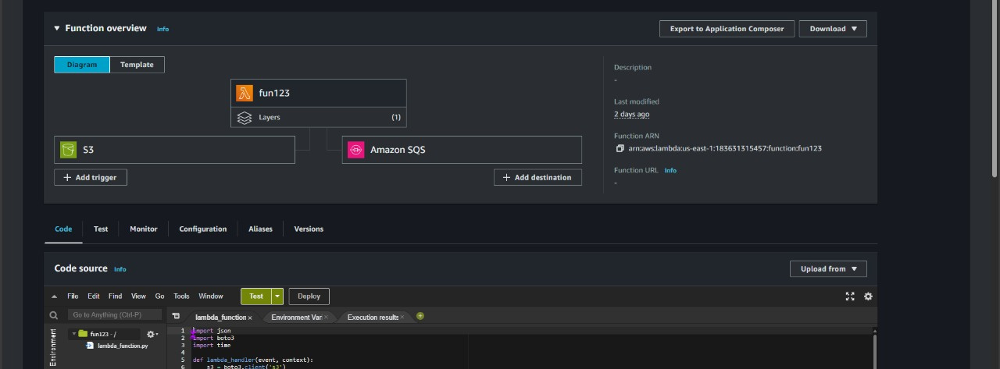 Function overview Info
Export to Application Composer
Download
Diagram
Template
fun123
Layers
(1)
S3
Amazon SQS
+ Add trigger
+ Add destination
Description
-
Last modified
2 days ago
Function ARN
arn:aws:lambda:us-east-1:183631315457:function:fun123
Function URL Info
-
Code
Test
Monitor
Configuration
Aliases
Versions
Code source Info
Upload from
File Edit Find View Go Tools Window
Test
Deploy
Go to Anything (Ctrl-P)
lambda_function ×
Environment Var ×
Execution results ×
Environment
fun123 - /
lambda_function.py
1 import json
2 import boto3
3 import time
4
5 def lambda_handler(event, context):
6 s3 = boto3.client('s3')